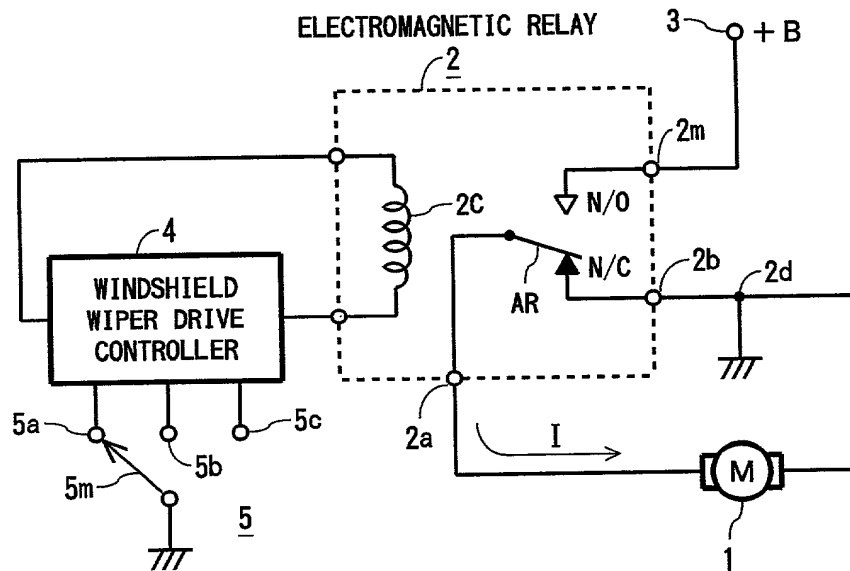 ELECTROMAGNETIC RELAY
3
+B
2
2m
2C
N/O
4
N/C
2b
2d
AR
WINDSHIELD
WIPER DRIVE
CONTROLLER
5a
5c
2a
I
5b
M
5m
5
1